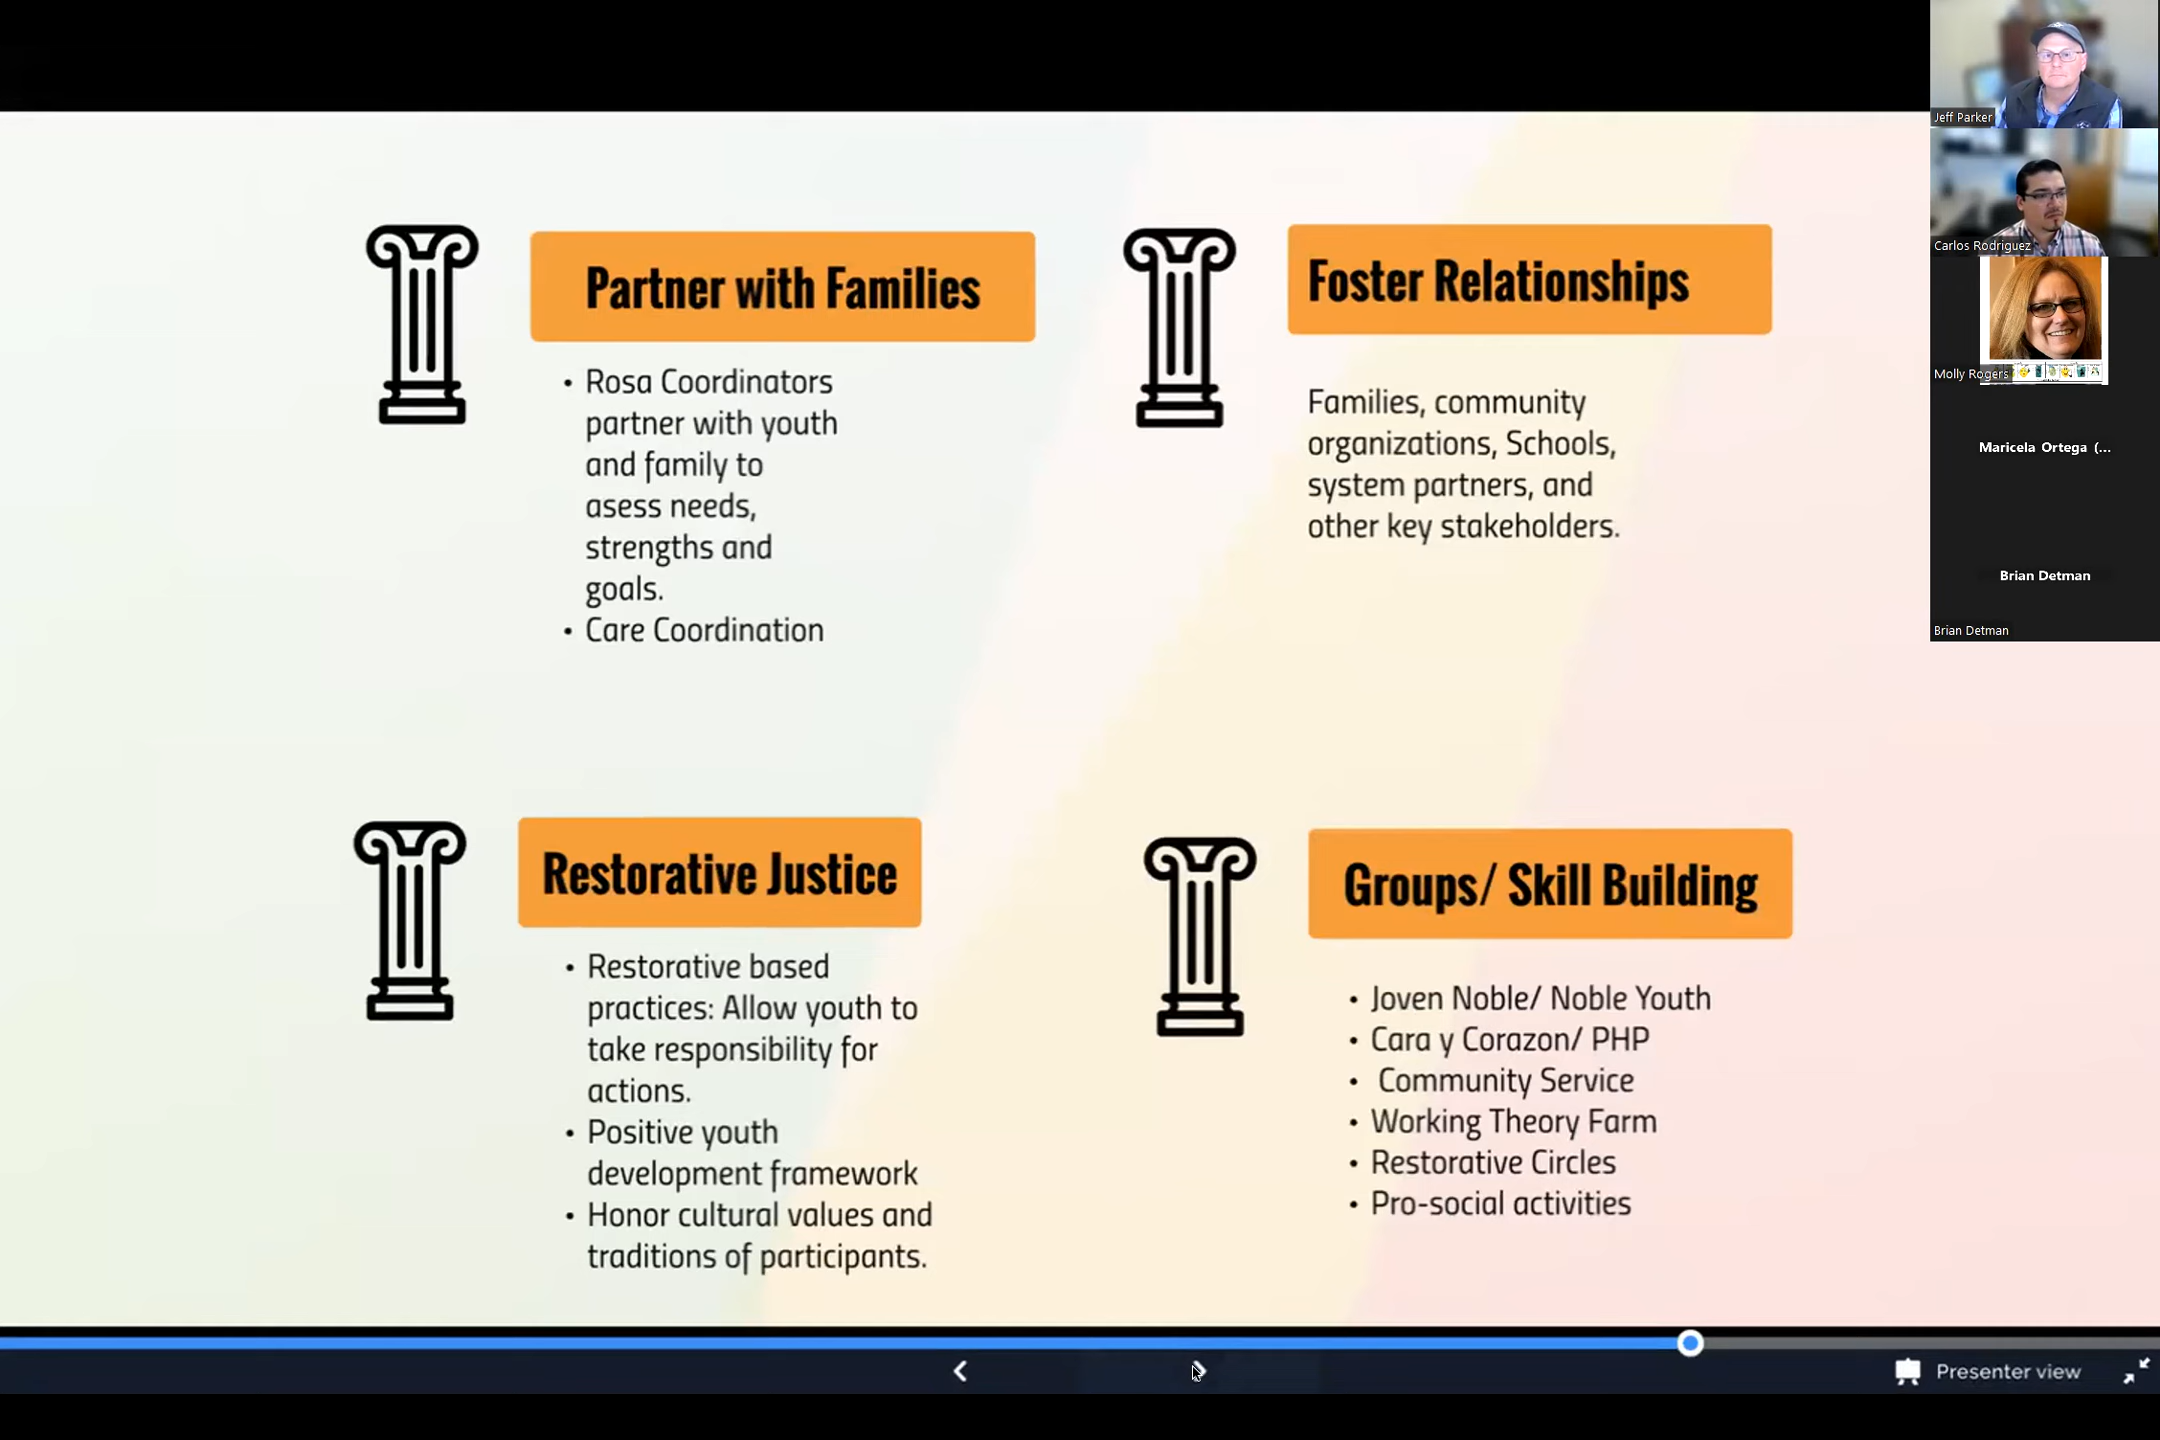 Partner with Families
• Rosa Coordinators
partner with youth
and family to
asess needs,
strengths and
goals.
• Care Coordination
Foster Relationships
Families, community
organizations, Schools,
system partners, and
other key stakeholders.
Restorative Justice
• Restorative based
practices: Allow youth to
take responsibility for
actions.
• Positive youth
development framework
• Honor cultural values and
traditions of participants.
Groups/ Skill Building
• Joven Noble/ Noble Youth
• Cara y Corazon/ PHP
• Community Service
• Working Theory Farm
• Restorative Circles
• Pro-social activities
Jeff Parker
Carlos Rodriguez
Molly Rogers
Maricela Ortega (...
Brian Detman
Brian Detman
Presenter view